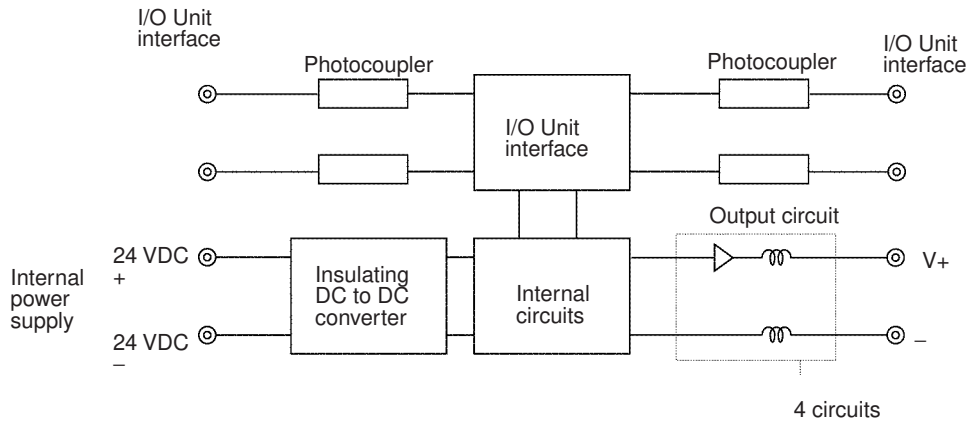 I/O Unit
interface
Photocoupler
Photocoupler
I/O Unit
interface
I/O Unit
interface
Output circuit
Internal
power
supply
24 VDC
+
24 VDC
–
Insulating
DC to DC
converter
Internal
circuits
V+
–
4 circuits